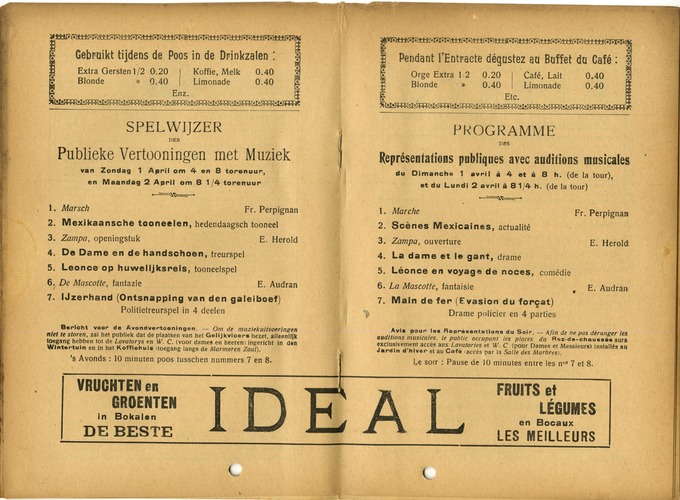 Gebruikt tijdens de Poos in de Drinkzalen :
Extra Gersten 1/2 0.20 | Koffie, Melk 0.40
Blonde » 0.40 | Limonade 0.40
Enz.
SPELWIJZER
DER
Publieke Vertooningen met Muziek
van Zondag 1 April om 4 en 8 torenuur,
en Maandag 2 April om 8 1/4 torenuur
1. Marsch Fr. Perpignan
2. Mexikaansche tooneelen, hedendaagsch tooneel
3. Zampa, openingstuk E. Herold
4. De Dame en de handschoen, treurspel
5. Leonce op huwelijksreis, tooneelspel
6. De Mascotte, fantazie E. Audran
7. IJzerhand (Ontsnapping van den galeiboef)
Politietreurspel in 4 deelen
Bericht voor de Avondvertooningen. — Om de muziekuitvoeringen
niet te storen, zal het publiek dat de plaatsen van het Gelijkvloers bezet, alleenlijk
toegang hebben tot de Lavatorys en W. C. (voor dames en heeren) ingericht in den
Wintertuin en in het Koffiehuis (toegang langs de Marmeren Zaal).
's Avonds : 10 minuten poos tusschen nummers 7 en 8.
Pendant l'Entracte dégustez au Buffet du Café :
Orge Extra 1 2 0.20 | Café, Lait 0.40
Blonde » 0.40 | Limonade 0.40
Etc.
PROGRAMME
DES
Représentations publiques avec auditions musicales
du Dimanche 1 avril à 4 et à 8 h. (de la tour),
et du Lundi 2 avril à 8 1/4 h. (de la tour)
1. Marche Fr. Perpignan
2. Scènes Mexicaines, actualité
3. Zampa, ouverture E. Herold
4. La dame et le gant, drame
5. Léonce en voyage de noces, comédie
6. La Mascotte, fantaisie E. Audran
7. Main de fer (Evasion du forçat)
Drame policier en 4 parties
Avis pour les Représentations du Soir. — Afin de ne pas déranger les
auditions musicales, le public occupant les places du Rez-de-chaussée aura
exclusivement accès aux Lavatories et W. C. (pour Dames et Messieurs) installés au
Jardin d'hiver et au Café (accès par la Salle des Marbres).
Le soir : Pause de 10 minutes entre les nos 7 et 8.
VRUCHTEN en
GROENTEN
in Bokalen
DE BESTE
IDEAL
FRUITS et
LÉGUMES
en Bocaux
LES MEILLEURS